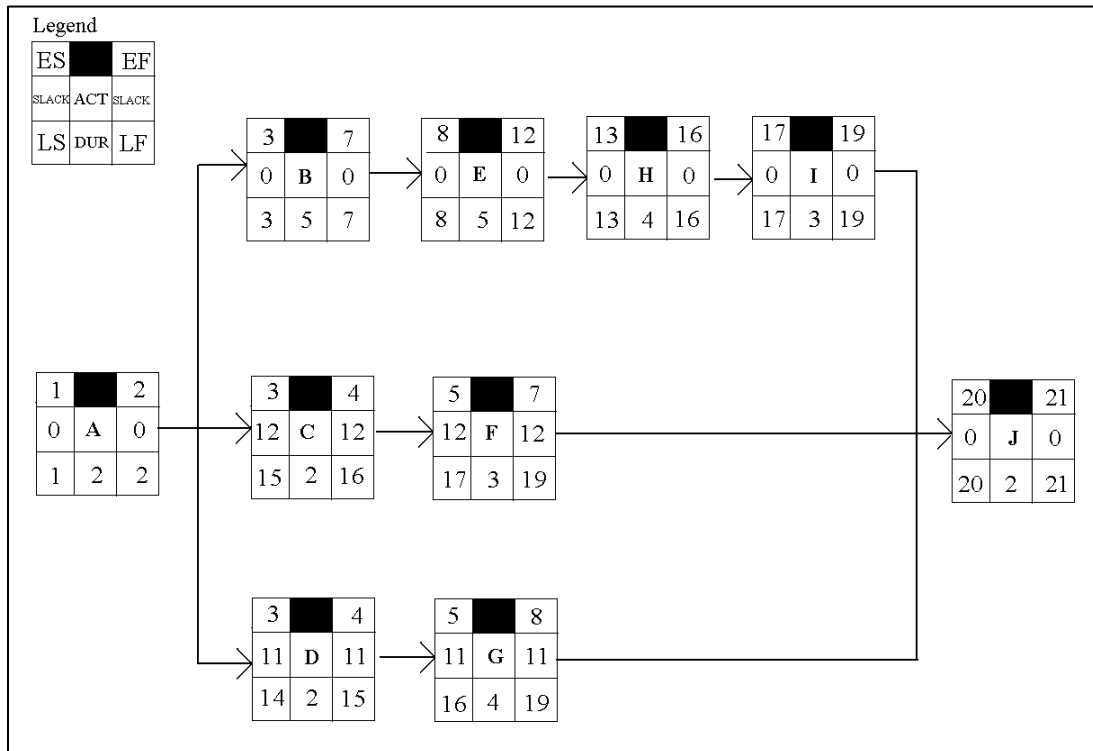 Legend
ES EF
SLACK ACT SLACK
LS DUR LF
3 7
0 B 0
3 5 7
8 12
0 E 0
8 5 12
13 16
0 H 0
13 4 16
17 19
0 I 0
17 3 19
1 2
0 A 0
1 2 2
3 4
12 C 12
15 2 16
5 7
12 F 12
17 3 19
20 21
0 J 0
20 2 21
3 4
11 D 11
14 2 15
5 8
11 G 11
16 4 19